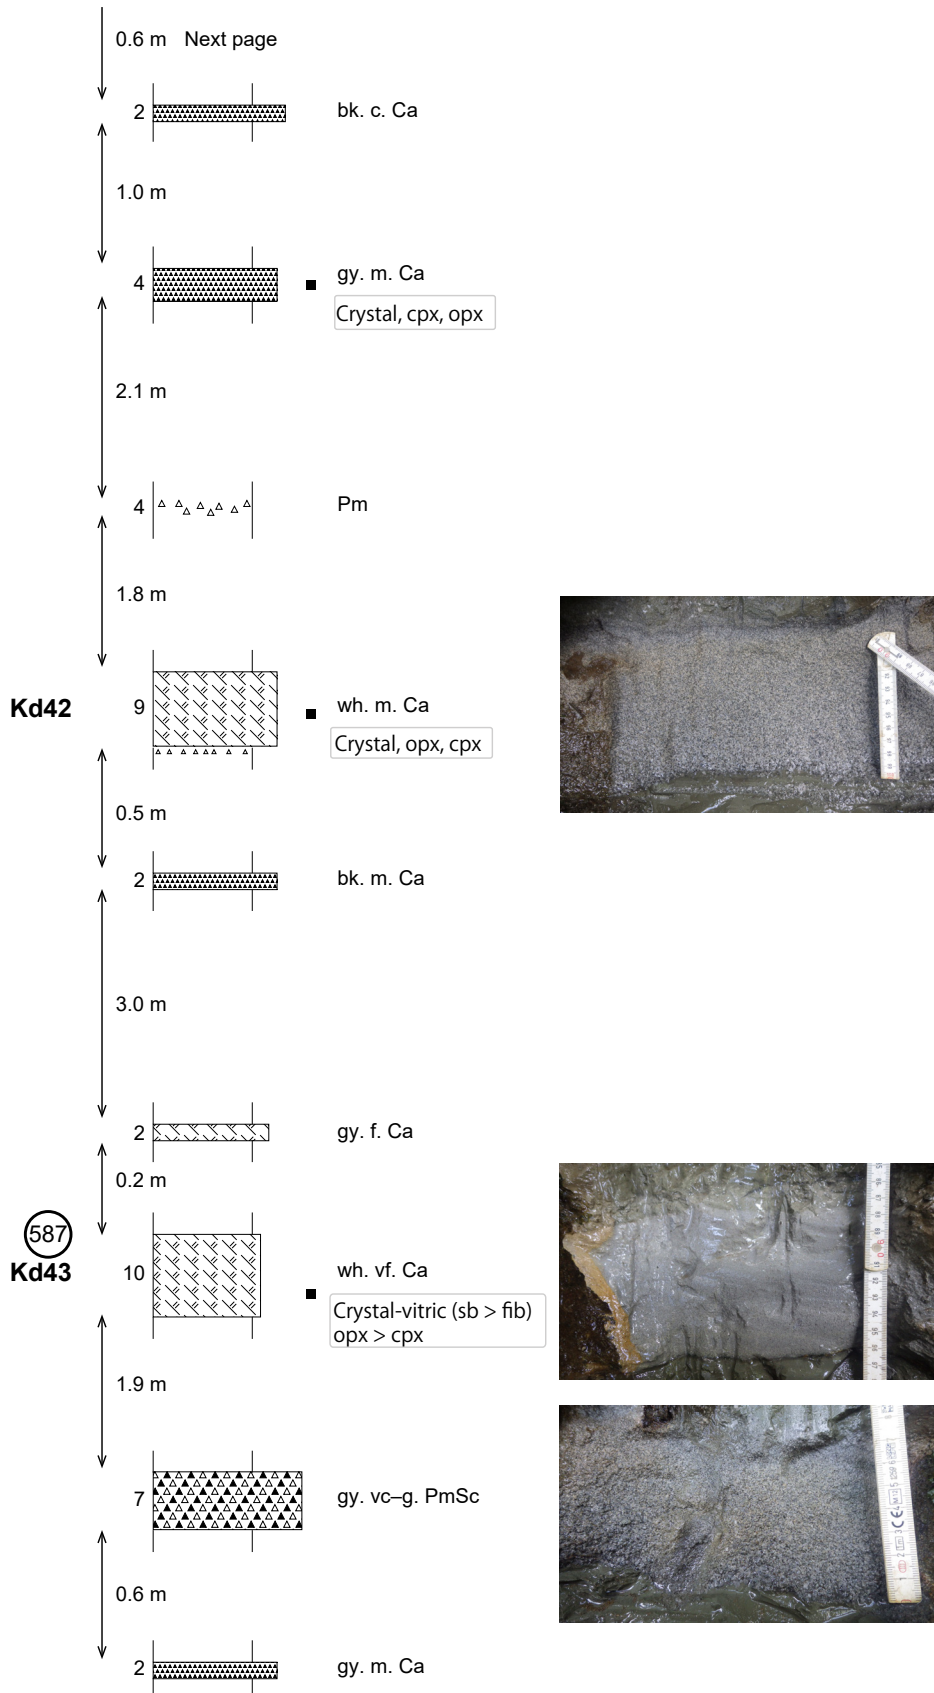 0.6 m Next page
2 bk. c. Ca
1.0 m
4 gy. m. Ca
Crystal, cpx, opx
2.1 m
4 Pm
1.8 m
Kd42 9 wh. m. Ca
Crystal, opx, cpx
0.5 m
2 bk. m. Ca
3.0 m
2 gy. f. Ca
0.2 m
587
Kd43 10 wh. vf. Ca
Crystal-vitric (sb > fib)
opx > cpx
1.9 m
7 gy. vc–g. PmSc
0.6 m
2 gy. m. Ca